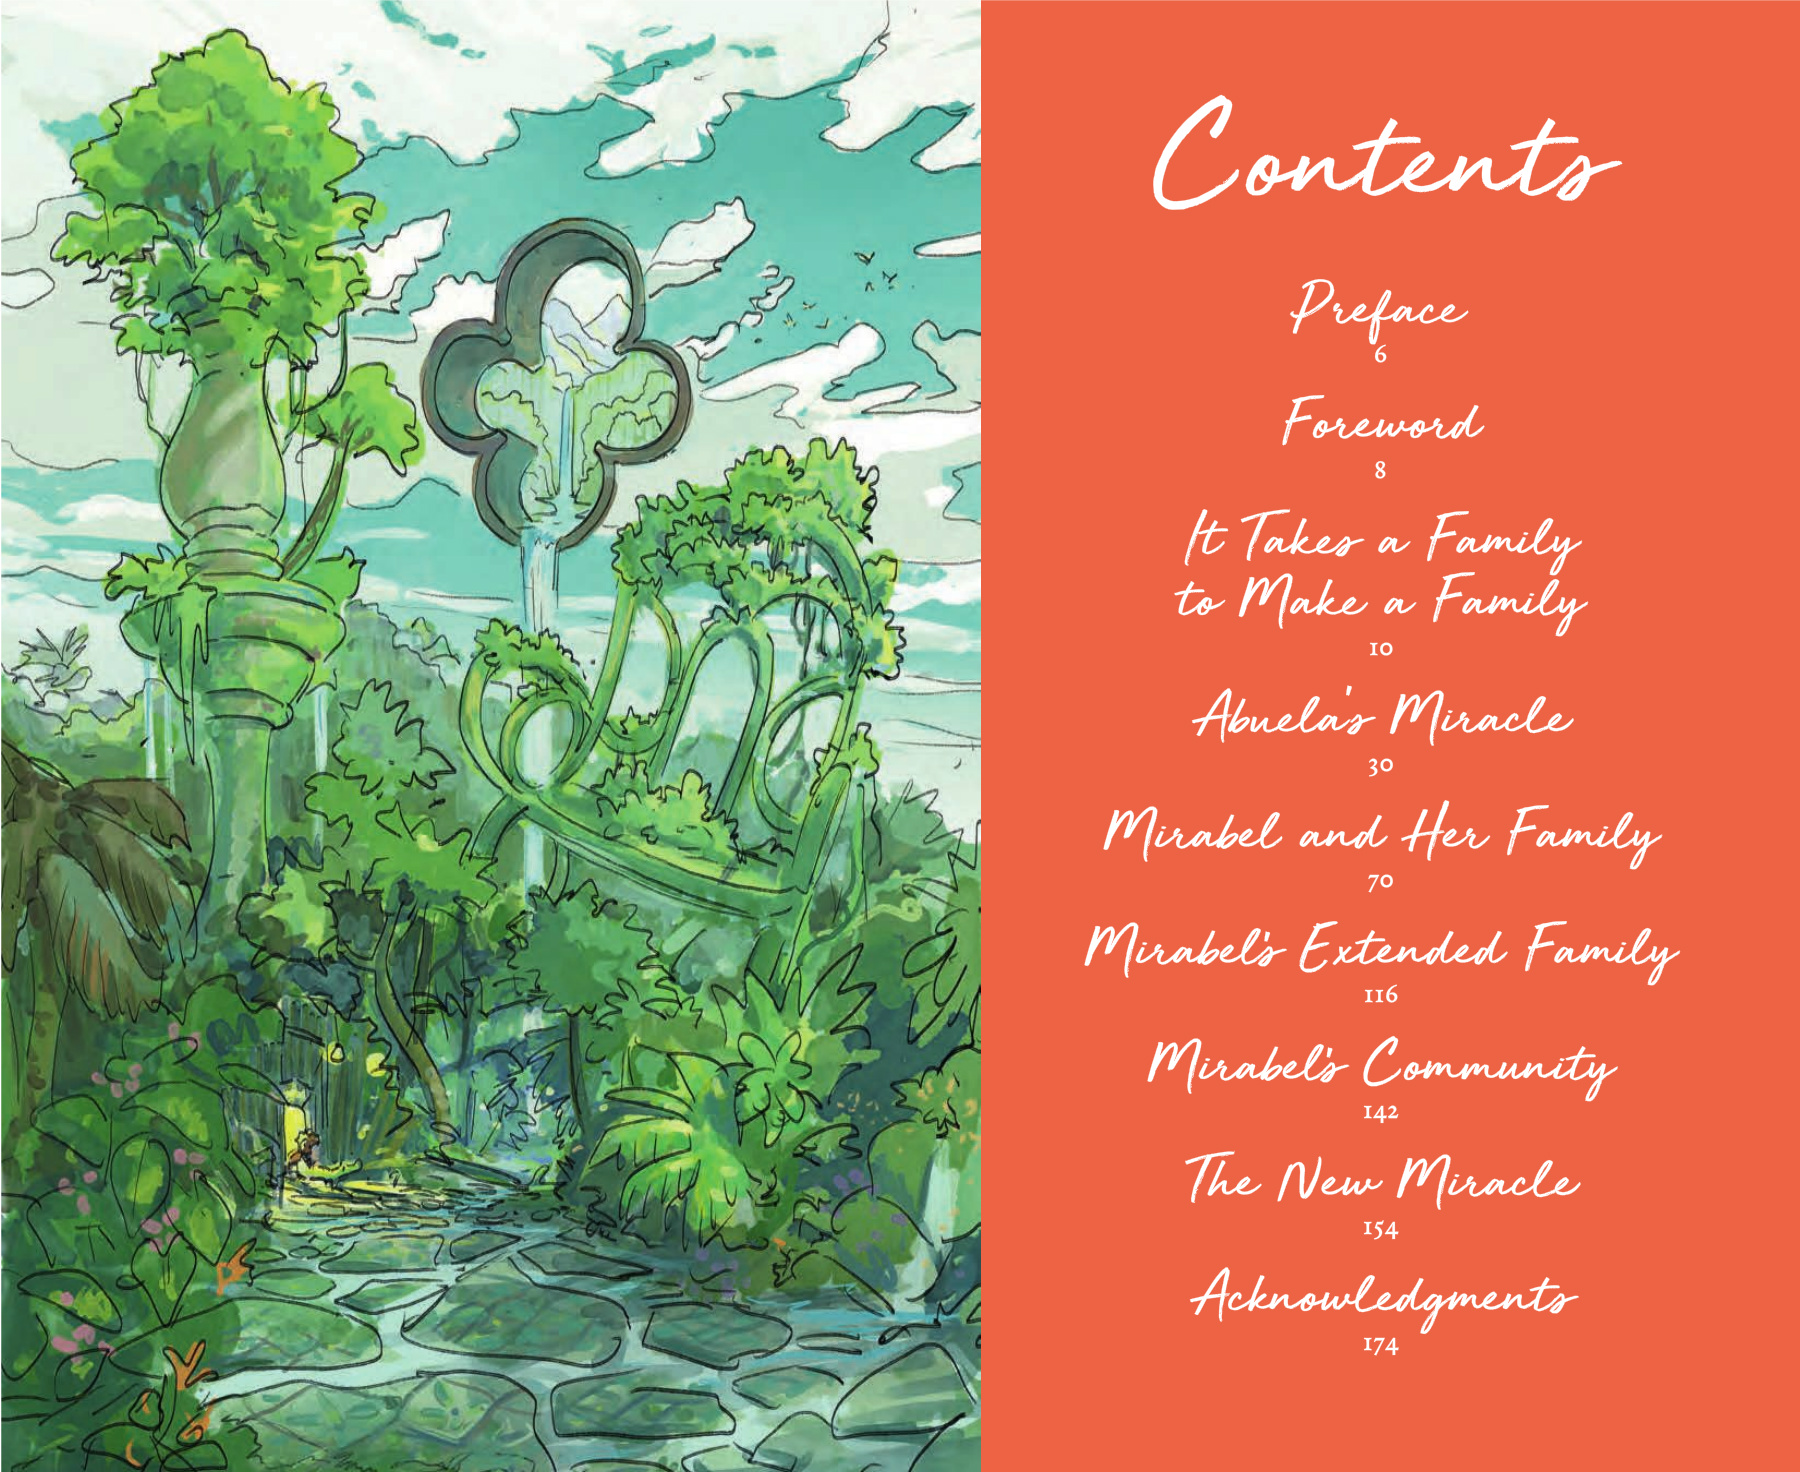 Contents
Preface
6
Foreword
8
It Takes a Family
to Make a Family
10
Abuela's Miracle
30
Mirabel and Her Family
70
Mirabel's Extended Family
116
Mirabel's Community
142
The New Miracle
154
Acknowledgments
174